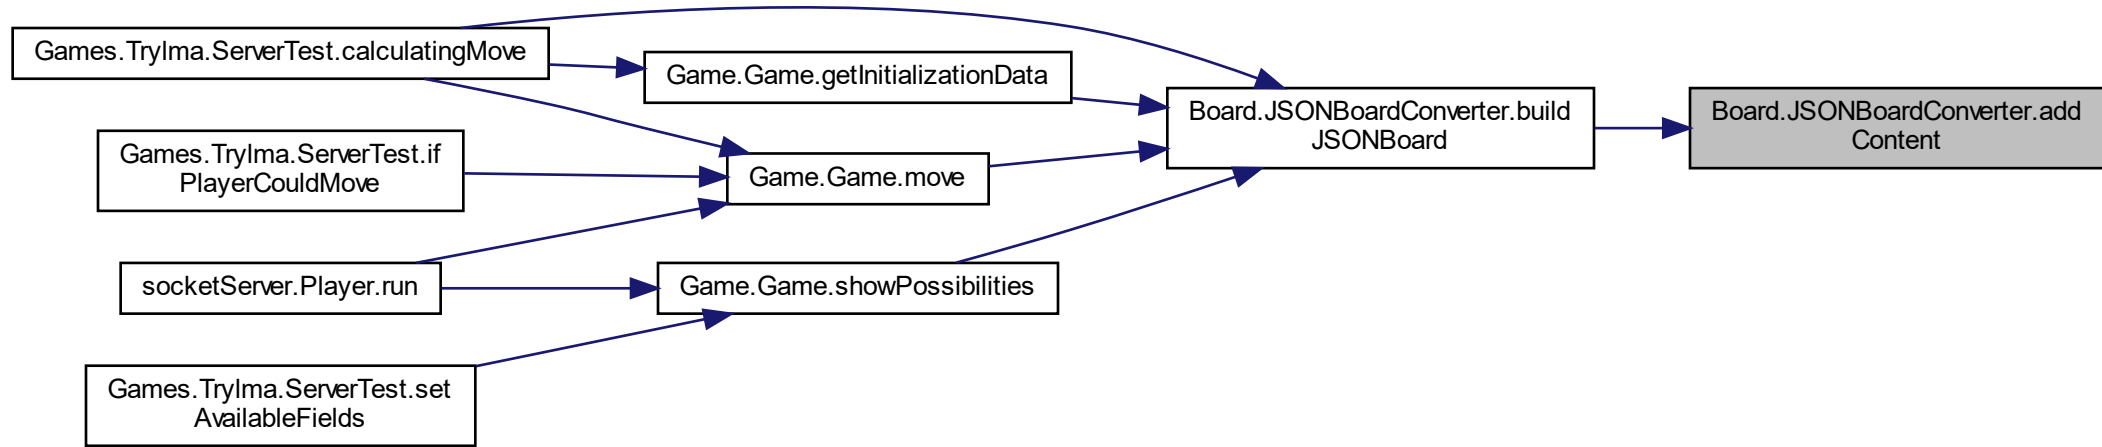 Games.Trylma.ServerTest.calculatingMove
Game.Game.getInitializationData
Board.JSONBoardConverter.build
JSONBoard
Board.JSONBoardConverter.add
Content
Games.Trylma.ServerTest.if
PlayerCouldMove
Game.Game.move
socketServer.Player.run
Game.Game.showPossibilities
Games.Trylma.ServerTest.set
AvailableFields